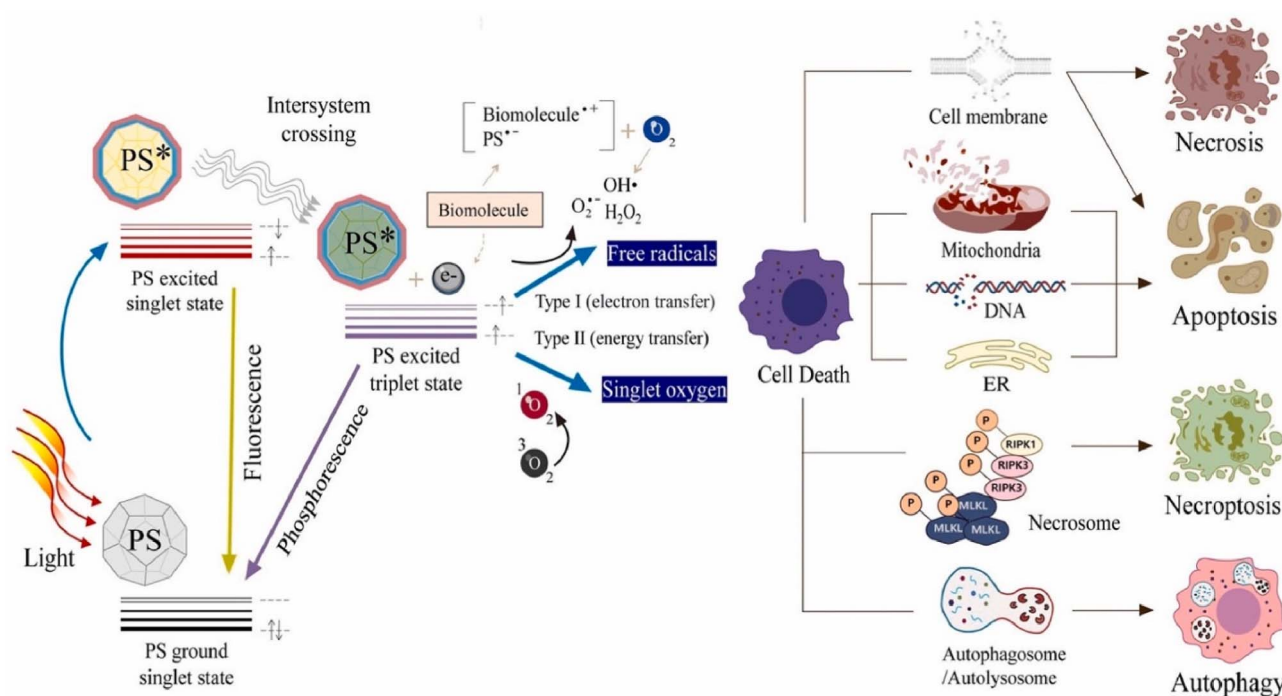 Intersystem
crossing
PS*
PS excited
singlet state
Biomolecule•+
PS•-
+ O2
OH•
O2•- H2O2
Biomolecule
PS*
+ e-
Free radicals
Type I (electron transfer)
Type II (energy transfer)
PS excited
triplet state
Singlet oxygen
1O2
3O2
Fluorescence
Phosphorescence
Light
PS
PS ground
singlet state
Cell Death
Cell membrane
Mitochondria
DNA
ER
P
P
P
P
P
P
RIPK1
RIPK3
RIPK3
MLKL
MLKL MLKL
Necrosome
Autophagosome
/Autolysosome
Necrosis
Apoptosis
Necroptosis
Autophagy